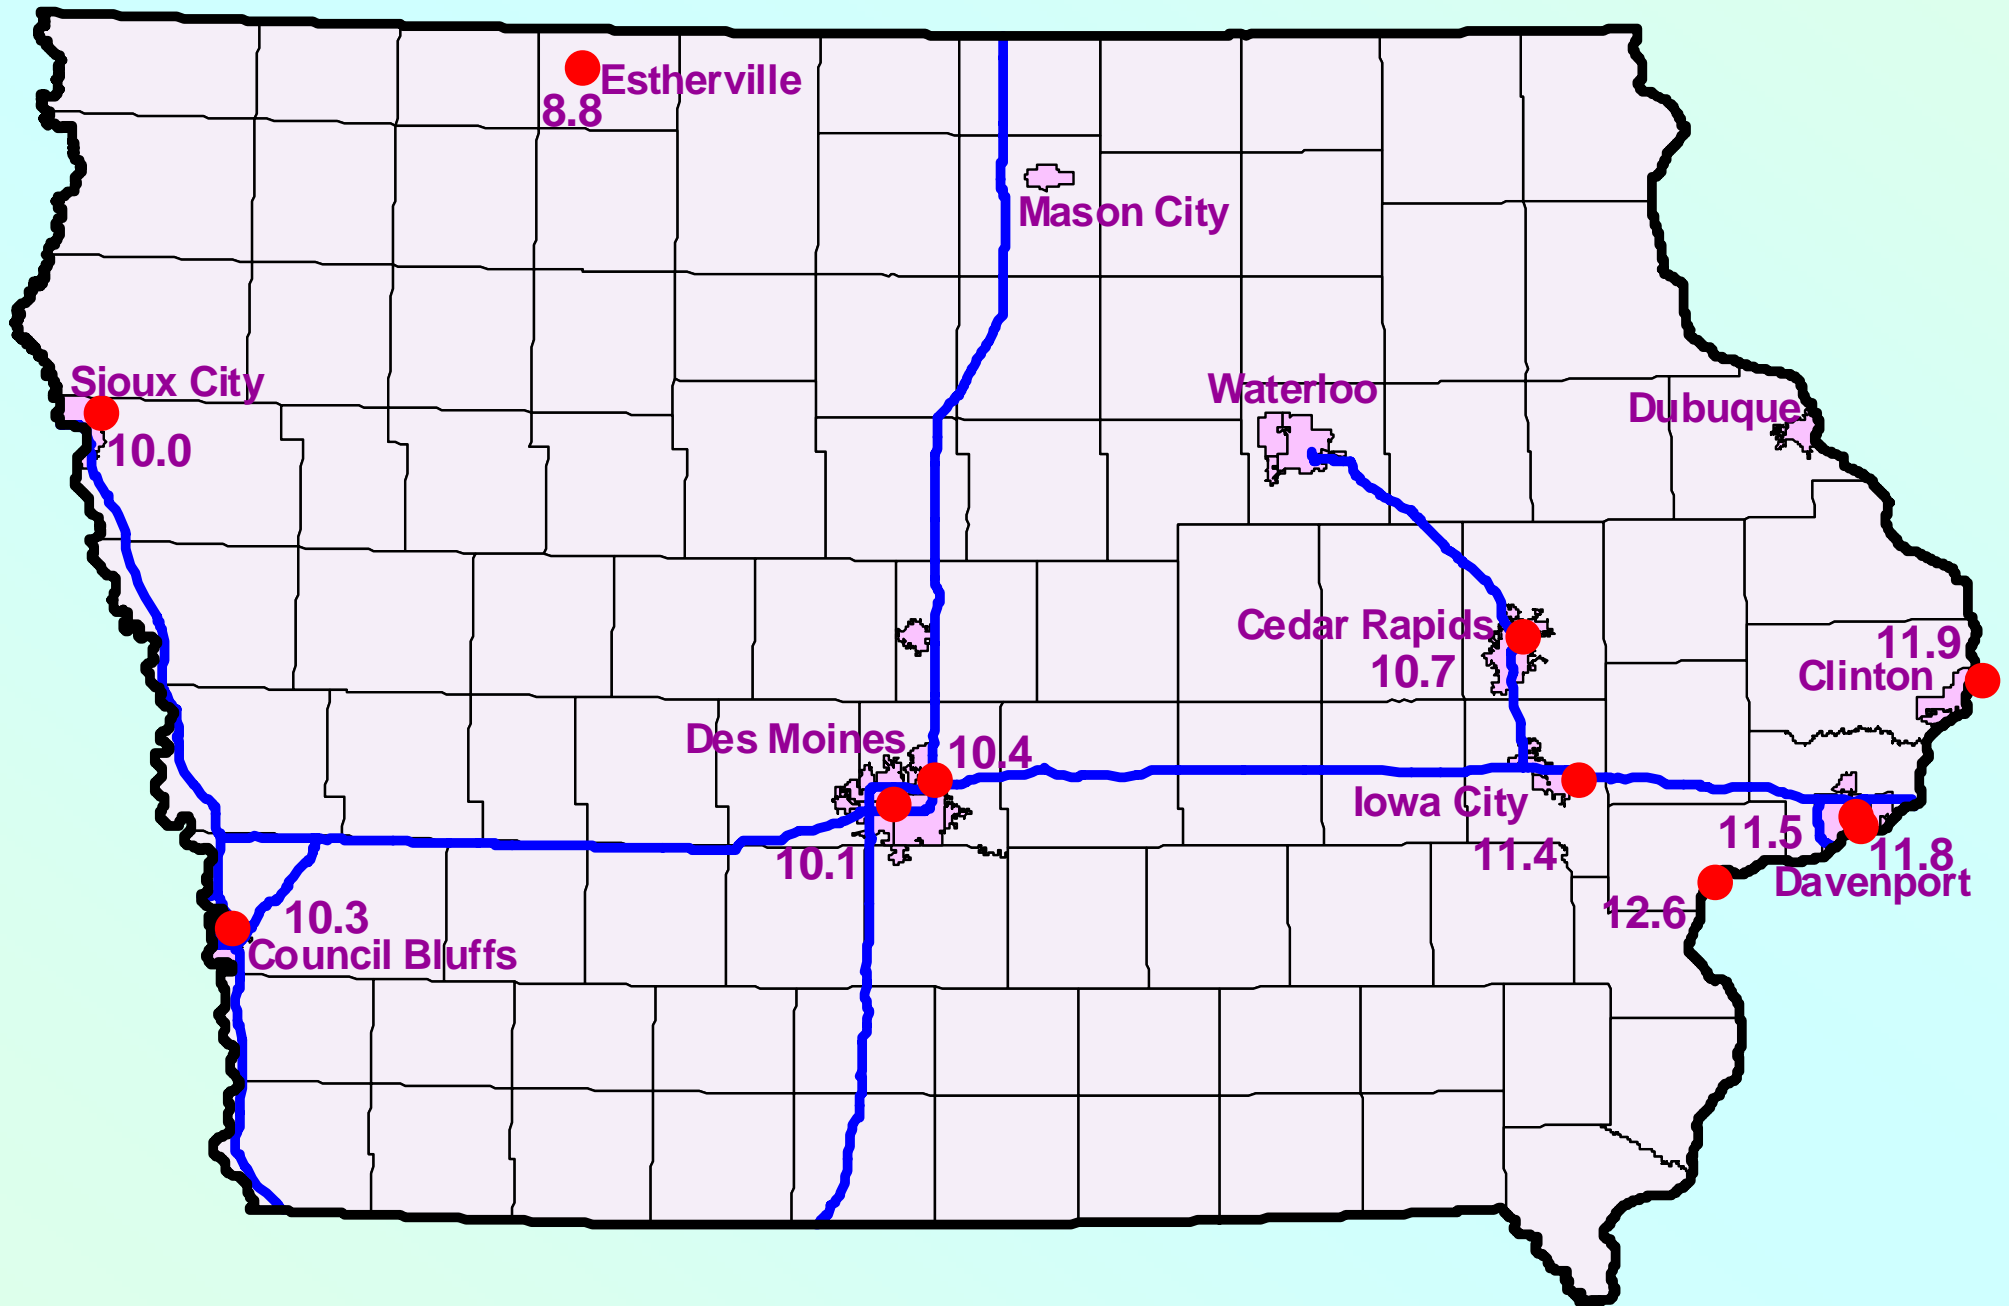 Estherville
8.8
Mason City
Sioux City
10.0
Waterloo
Dubuque
Cedar Rapids
10.7
11.9
Clinton
Des Moines
10.4
10.1
Iowa City
11.4
11.5
11.8
Davenport
12.6
10.3
Council Bluffs